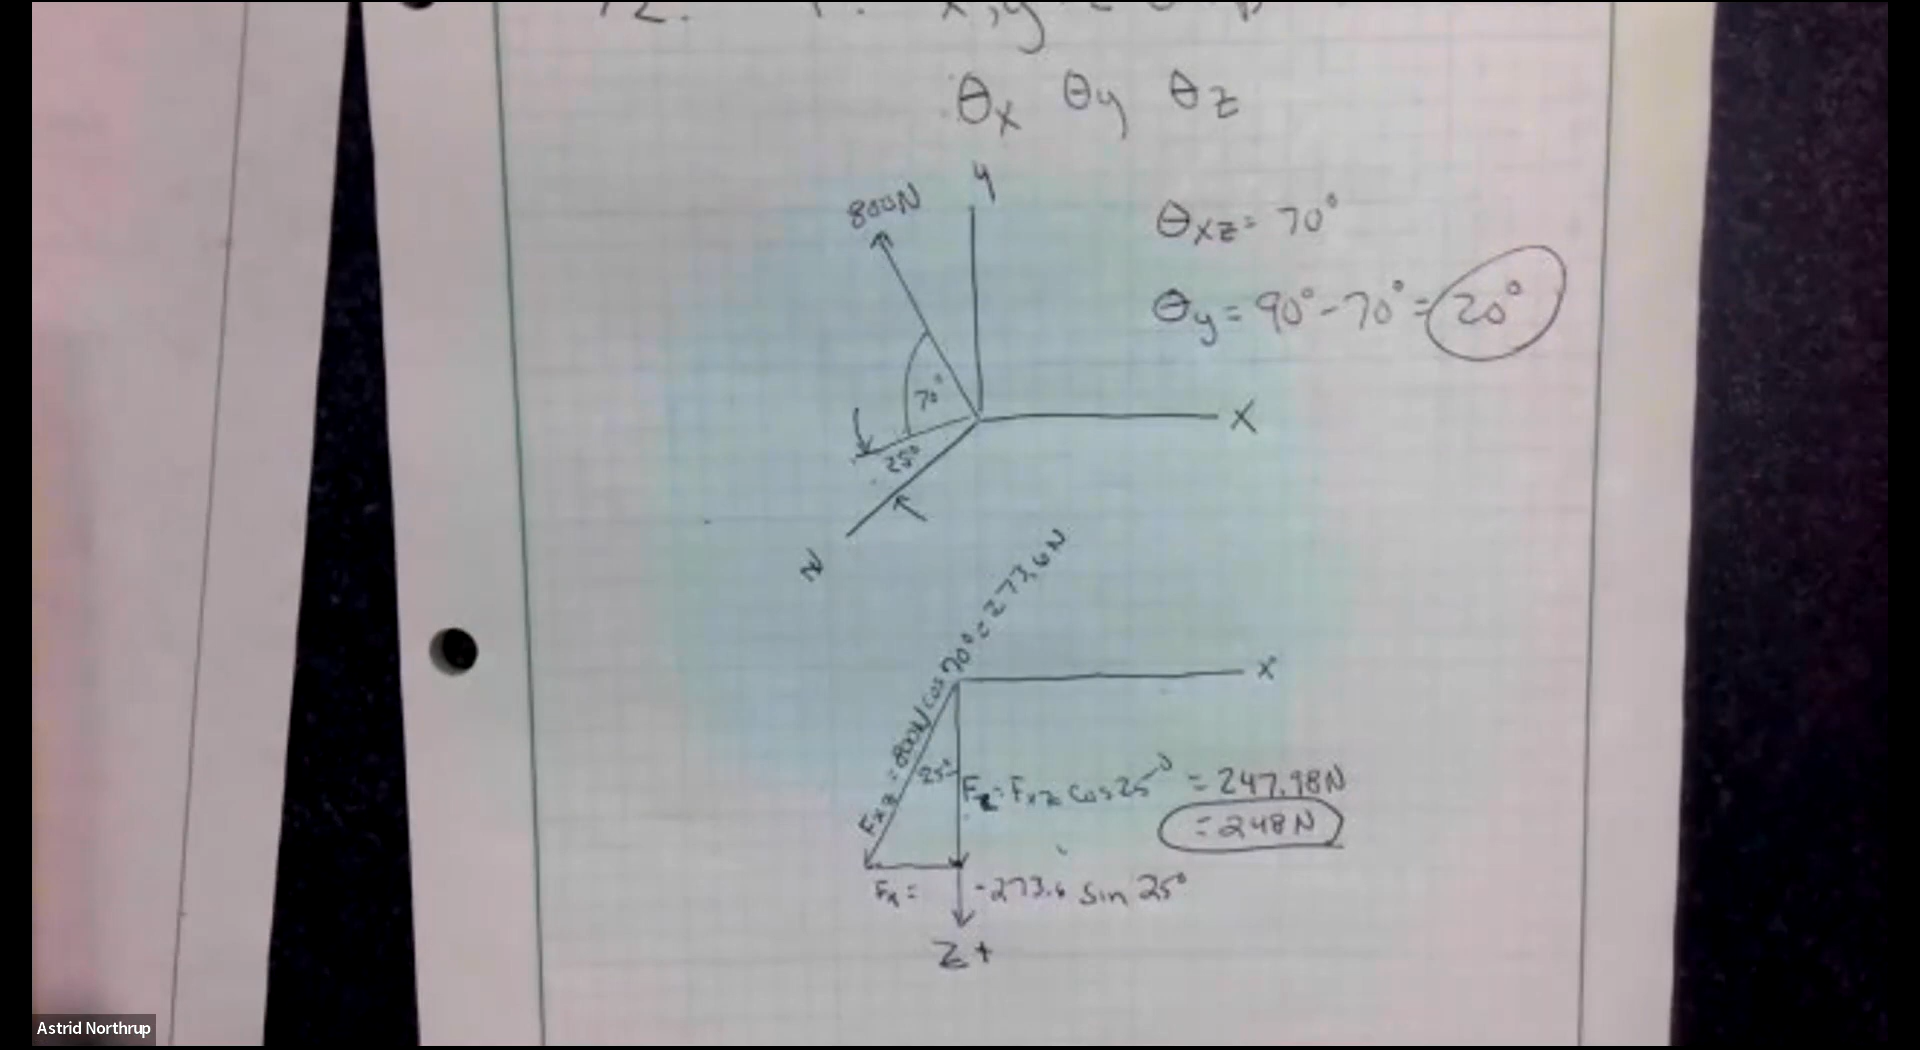 θx θy θz
y
800N
θxz = 70°
θy = 90° - 70° = 20°
70°
x
25°
z
Fxz = 800N cos 70° = 273.6N
x
25°
Fz = Fxz cos 25° = 247.98N
= 248N
Fx = -273.6 sin 25°
z+
Astrid Northrup